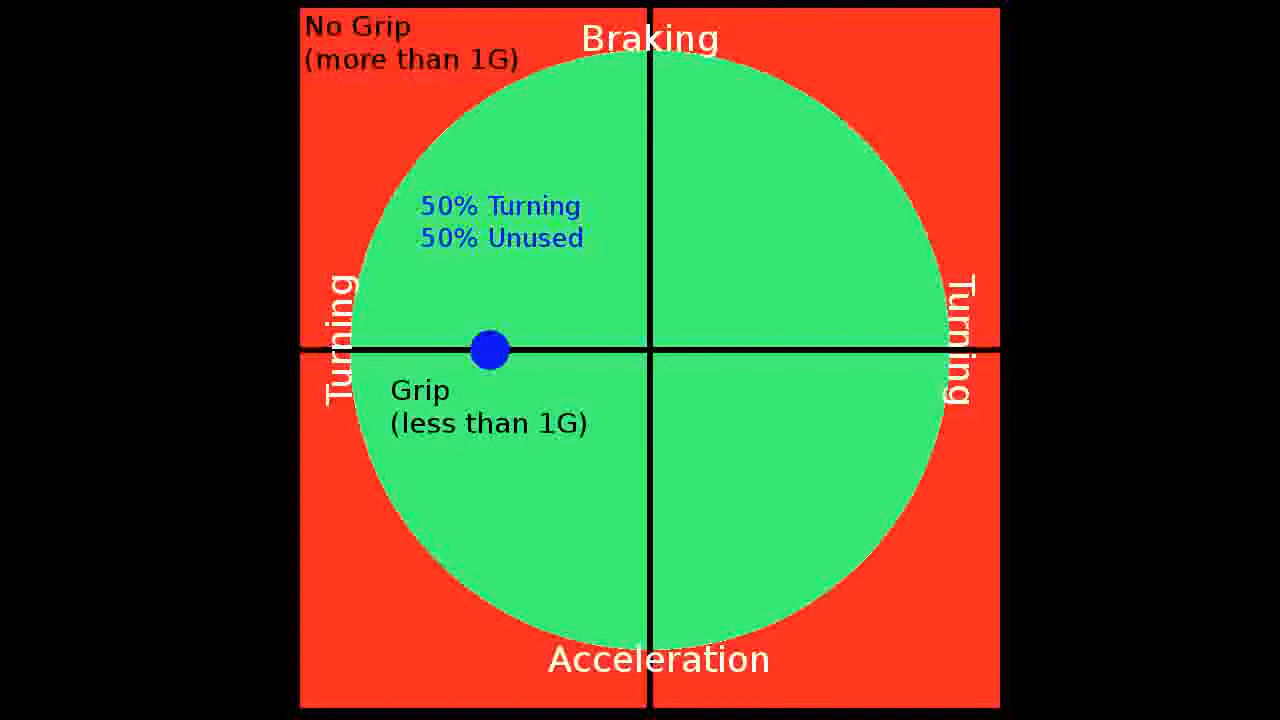 No Grip
(more than 1G)
Braking
50% Turning
50% Unused
Turning
Turning
Grip
(less than 1G)
Acceleration